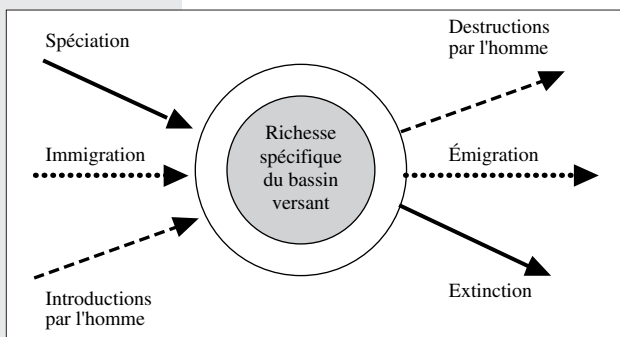 Spéciation
Immigration
Introductions
par l'homme
Richesse
spécifique
du bassin
versant
Destructions
par l'homme
Émigration
Extinction